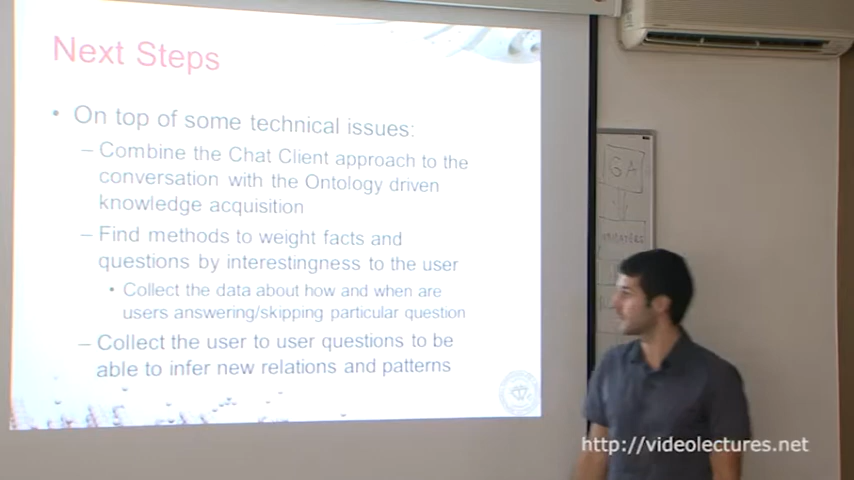 Next Steps
• On top of some technical issues:
– Combine the Chat Client approach to the
conversation with the Ontology driven
knowledge acquisition
– Find methods to weight facts and
questions by interestingness to the user
• Collect the data about how and when are
users answering/skipping particular question
– Collect the user to user questions to be
able to infer new relations and patterns
GA
http://videolectures.net